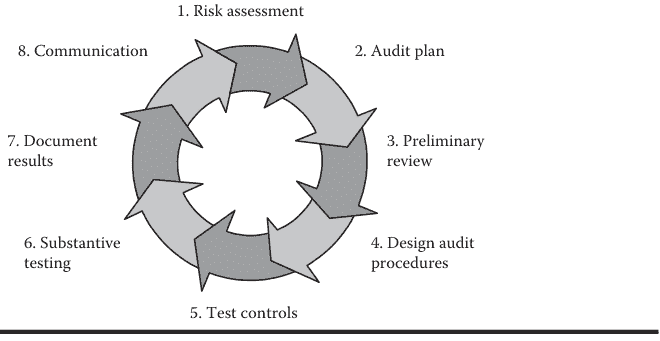 1. Risk assessment
2. Audit plan
3. Preliminary
review
4. Design audit
procedures
5. Test controls
6. Substantive
testing
7. Document
results
8. Communication